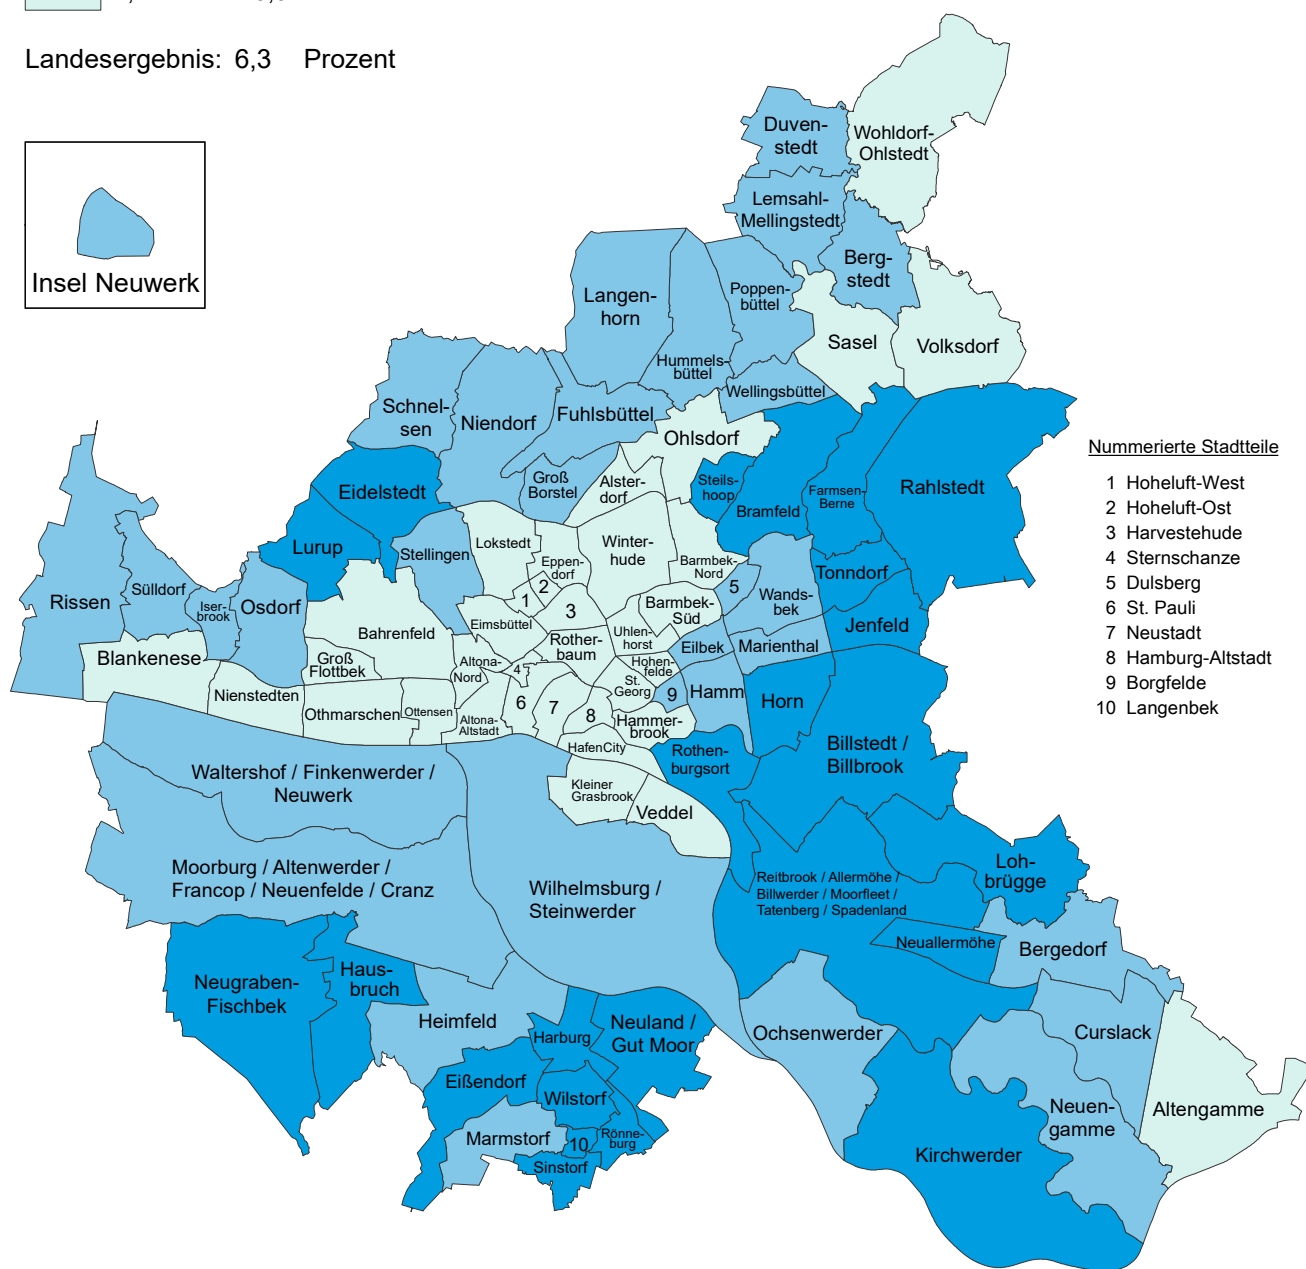 Landesergebnis: 6,3 Prozent
Insel Neuwerk
Duven-
stedt
Wohldorf-
Ohlstedt
Lemsahl-
Mellingstedt
Berg-
stedt
Poppen-
büttel
Langen-
horn
Hummels-
büttel
Sasel
Volksdorf
Wellingsbüttel
Schnel-
sen
Niendorf
Fuhlsbüttel
Ohlsdorf
Groß
Borstel
Alster-
dorf
Steils-
hoop
Bramfeld
Farmsen-
Berne
Rahlstedt
Eidelstedt
Lurup
Stellingen
Lokstedt
Eppen-
dorf
Winter-
hude
Barmbek-
Nord
5
Wands-
bek
Tonndorf
Jenfeld
Rissen
Sülldorf
Iser-
brook
Osdorf
Bahrenfeld
Eimsbüttel
1
2
3
Barmbek-
Süd
Uhlen-
horst
Rother-
baum
Eilbek
Marienthal
Blankenese
Groß
Flottbek
Nienstedten
Othmarschen
Ottensen
Altona-
Nord
Altona-
Altstadt
4
6
7
8
St.
Georg
Hohen-
felde
9
Hamm
Horn
Hammer-
brook
HafenCity
Rothen-
burgsort
Billstedt /
Billbrook
Kleiner
Grasbrook
Veddel
Waltershof / Finkenwerder /
Neuwerk
Moorburg / Altenwerder /
Francop / Neuenfelde / Cranz
Wilhelmsburg /
Steinwerder
Reitbrook / Allermöhe /
Billwerder / Moorfleet /
Tatenberg / Spadenland
Loh-
brügge
Neuallermöhe
Bergedorf
Neugraben-
Fischbek
Haus-
bruch
Heimfeld
Harburg
Neuland /
Gut Moor
Ochsenwerder
Curslack
Eißendorf
Wilstorf
Marmstorf
10
Rönne-
burg
Sinstorf
Kirchwerder
Neuen-
gamme
Altengamme
Nummerierte Stadtteile
1 Hoheluft-West
2 Hoheluft-Ost
3 Harvestehude
4 Sternschanze
5 Dulsberg
6 St. Pauli
7 Neustadt
8 Hamburg-Altstadt
9 Borgfelde
10 Langenbek